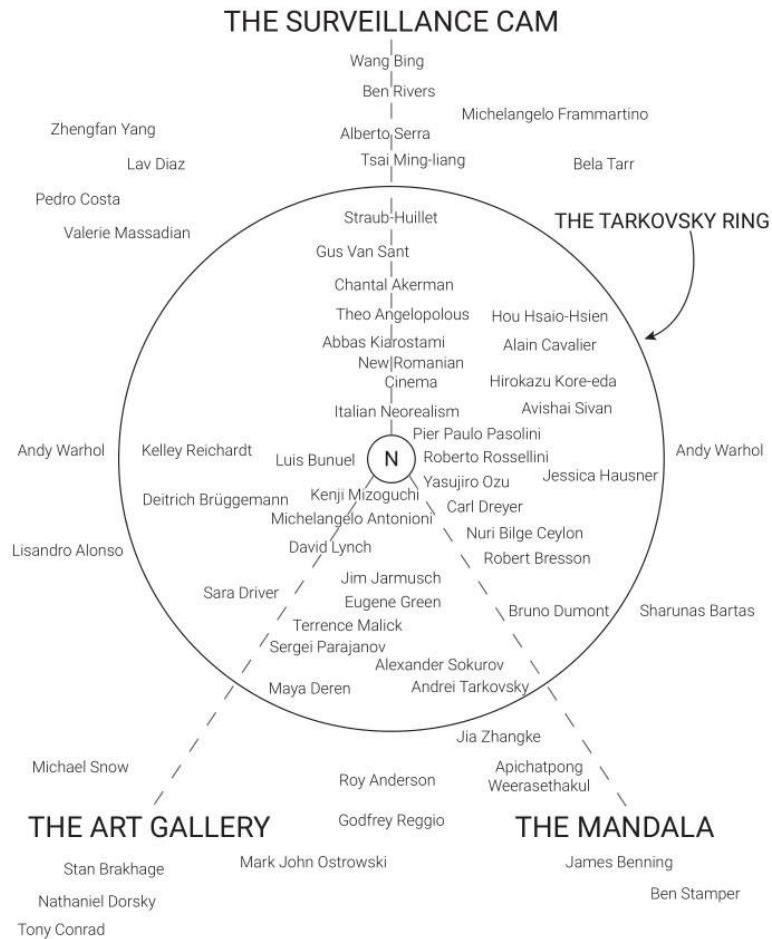 THE SURVEILLANCE CAM
Wang Bing
Ben Rivers
Michelangelo Frammartino
Zhengfan Yang
Alberto Serra
Tsai Ming-liang
Lav Diaz
Bela Tarr
Pedro Costa
Valerie Massadian
Straub-Huillet
THE TARKOVSKY RING
Gus Van Sant
Chantal Akerman
Theo Angelopolous
Hou Hsaio-Hsien
Abbas Kiarostami
Alain Cavalier
New Romanian
Cinema
Hirokazu Kore-eda
Italian Neorealism
Avishai Sivan
Pier Paulo Pasolini
Andy Warhol
Kelley Reichardt
Luis Bunuel
N
Roberto Rossellini
Andy Warhol
Yasujiro Ozu
Jessica Hausner
Deitrich Brüggemann
Kenji Mizoguchi
Carl Dreyer
Michelangelo Antonioni
Nuri Bilge Ceylon
Lisandro Alonso
David Lynch
Robert Bresson
Jim Jarmusch
Sara Driver
Eugene Green
Bruno Dumont
Sharunas Bartas
Terrence Malick
Sergei Parajanov
Alexander Sokurov
Maya Deren
Andrei Tarkovsky
Jia Zhangke
Michael Snow
Roy Anderson
Apichatpong
Weerasethakul
THE ART GALLERY
Godfrey Reggio
THE MANDALA
Stan Brakhage
Mark John Ostrowski
James Benning
Nathaniel Dorsky
Ben Stamper
Tony Conrad